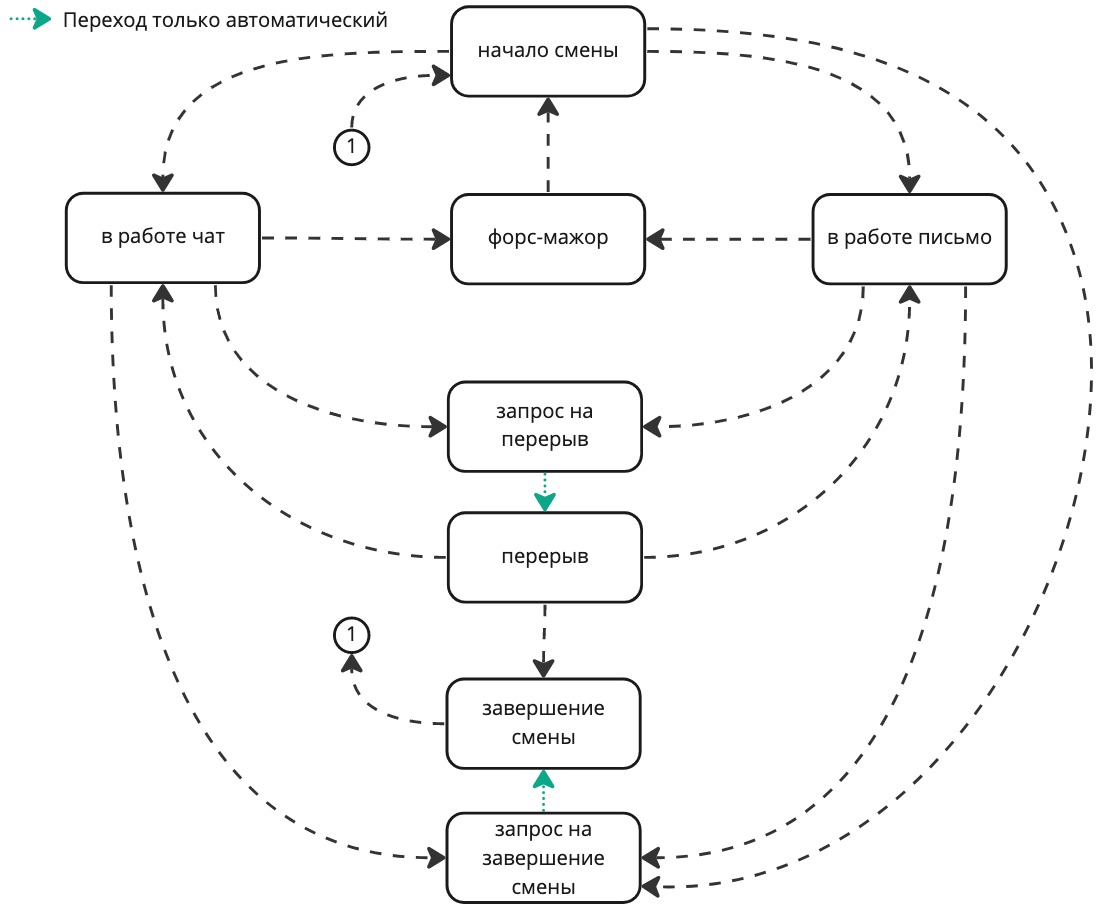 Переход только автоматический
начало смены
1
в работе чат
форс-мажор
в работе письмо
запрос на
перерыв
перерыв
1
завершение
смены
запрос на
завершение
смены